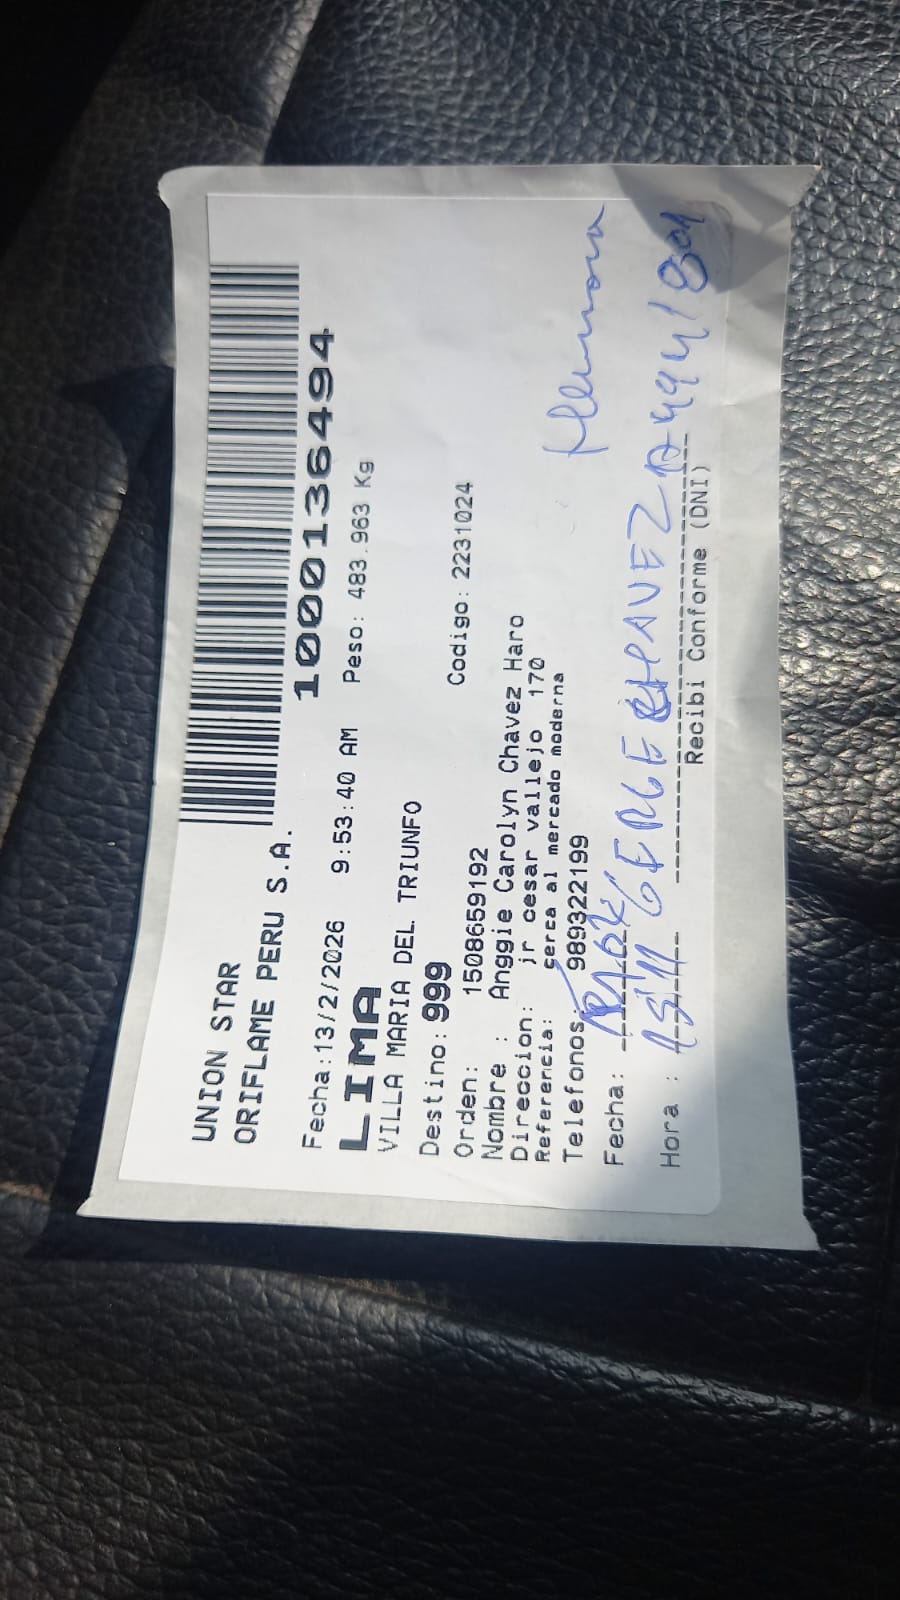 UNION STAR
ORIFLAME PERU S.A.
1000136494
Fecha:13/2/2026 9:53:40 AM Peso: 483.963 Kg
LIMA
VILLA MARIA DEL TRIUNFO
Destino: 999
Codigo: 2231024
Orden: 1508659192
Nombre : Anggie Carolyn Chavez Haro
Direccion: jr cesar vallejo 170
Referencia: cerca al mercado moderna
Telefonos: 989322199
Fecha:
Hora :
CHAVEZ
Recibi Conforme (DNI)